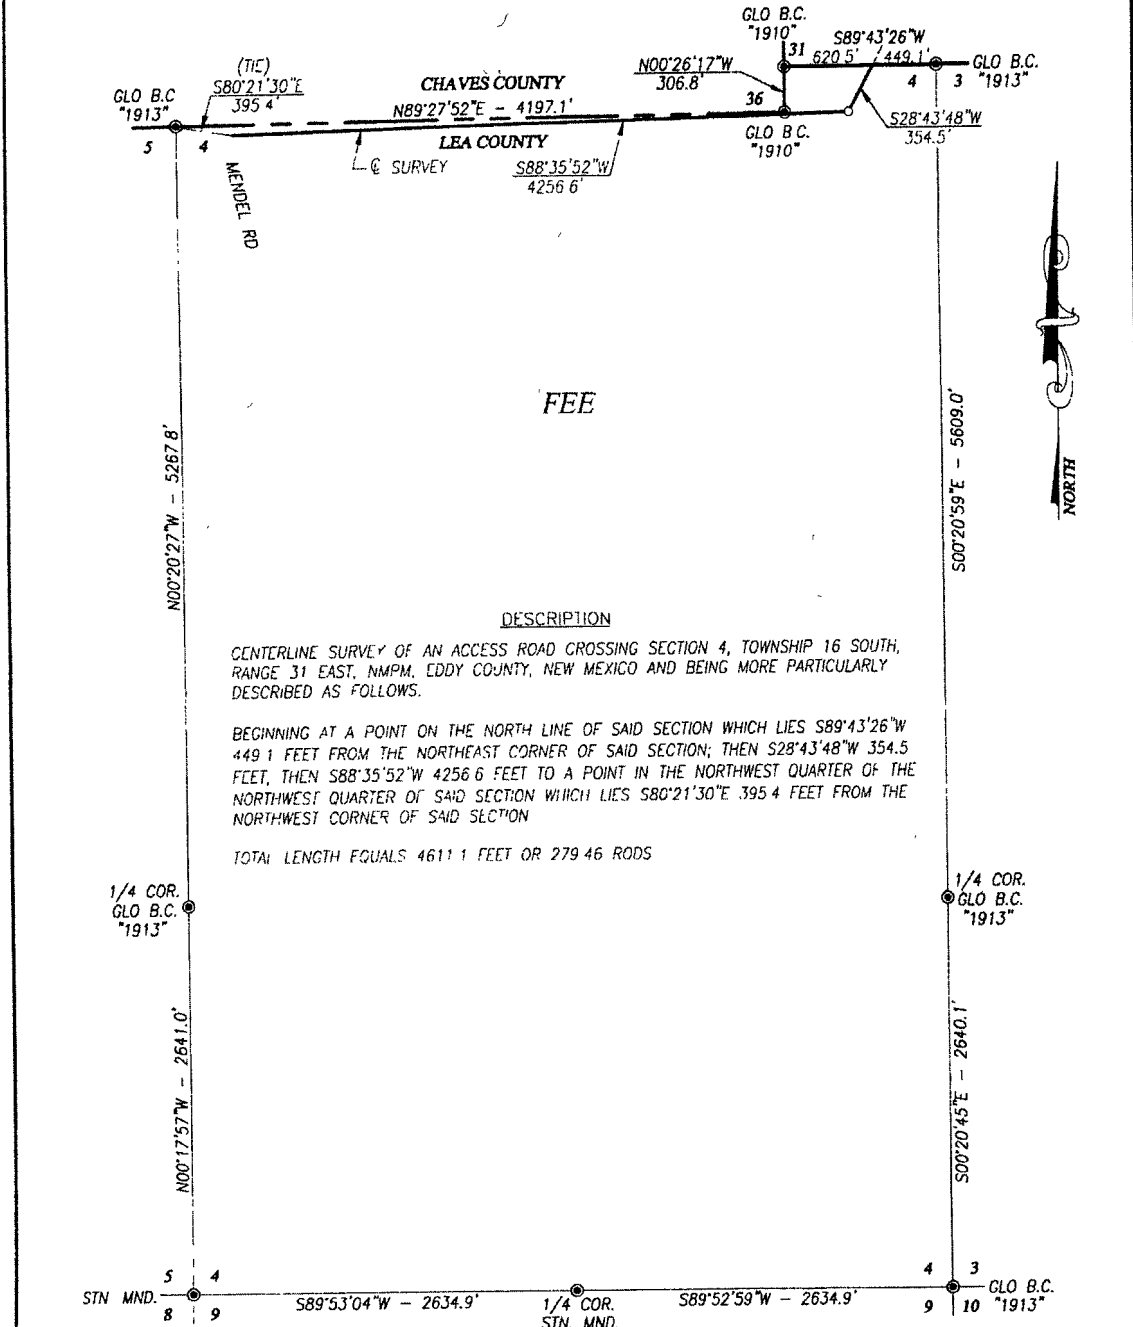 GLO B.C.
"1910"
S89°43'26"W
31
620 5'
449.1'
GLO B.C.
"1913"
4
3
(TIE)
S80°21'30"E
395 4'
CHAVES COUNTY
N00°26'17"W
306.8'
GLO B.C
"1913"
N89°27'52"E - 4197.1'
36
S28°43'48"W
354.5'
5
4
LEA COUNTY
GLO B C.
"1910"
℄ SURVEY
S88°35'52"W
4256 6'
MENDEL RD
FEE
N00°20'27"W - 5267 8'
S00°20'59"E - 5609.0'
NORTH
DESCRIPTION
CENTERLINE SURVEY OF AN ACCESS ROAD CROSSING SECTION 4, TOWNSHIP 16 SOUTH,
RANGE 31 EAST, NMPM, EDDY COUNTY, NEW MEXICO AND BEING MORE PARTICULARLY
DESCRIBED AS FOLLOWS.
BEGINNING AT A POINT ON THE NORTH LINE OF SAID SECTION WHICH LIES S89°43'26"W
449 1 FEET FROM THE NORTHEAST CORNER OF SAID SECTION; THEN S28°43'48"W 354.5
FEET, THEN S88°35'52"W 4256 6 FEET TO A POINT IN THE NORTHWEST QUARTER OF THE
NORTHWEST QUARTER OF SAID SECTION WHICH LIES S80°21'30"E 395 4 FEET FROM THE
NORTHWEST CORNER OF SAID SECTION
TOTAL LENGTH EQUALS 4611 1 FEET OR 279 46 RODS
1/4 COR.
GLO B.C.
"1913"
1/4 COR.
GLO B.C.
"1913"
N00°17'57"W - 2641.0'
S00°20'45"E - 2640.1'
5
4
4
3
STN MND.
S89°53'04"W - 2634.9'
1/4 COR.
STN MND.
S89°52'59"W - 2634.9'
GLO B.C.
"1913"
8
9
9
10